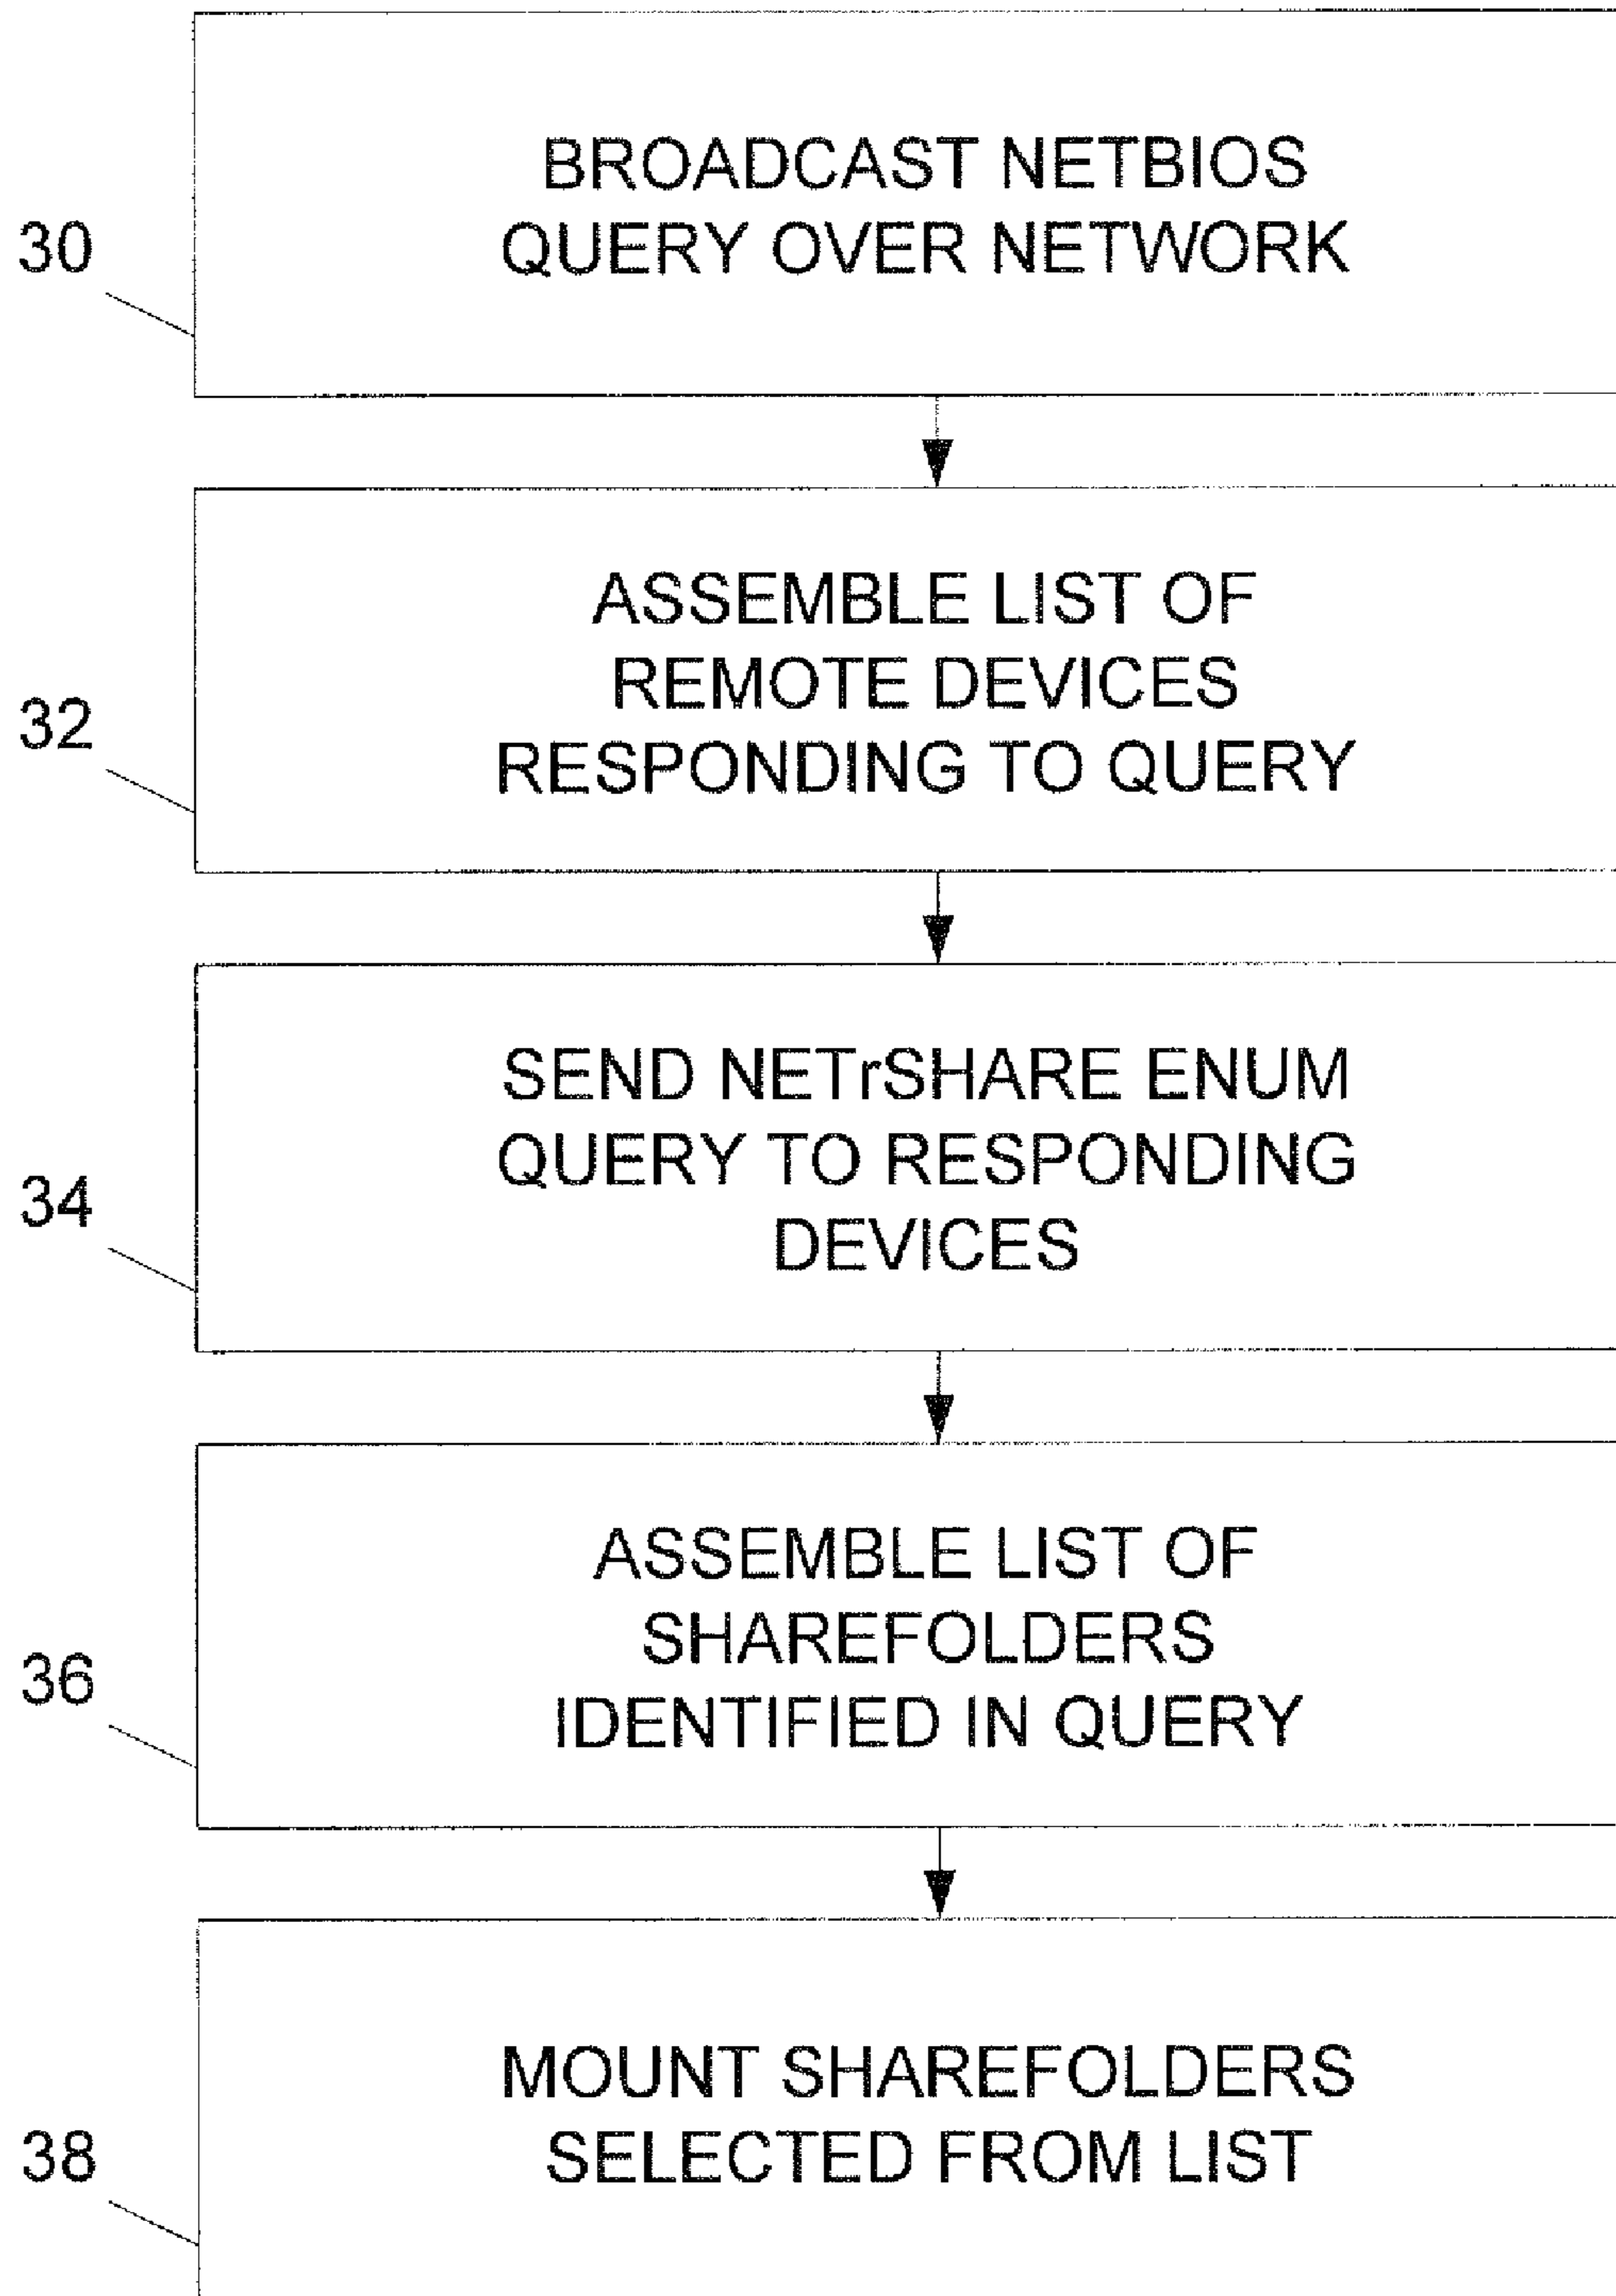 BROADCAST NETBIOS
QUERY OVER NETWORK
30
ASSEMBLE LIST OF
REMOTE DEVICES
RESPONDING TO QUERY
32
SEND NETrSHARE ENUM
QUERY TO RESPONDING
DEVICES
34
ASSEMBLE LIST OF
SHAREFOLDERS
IDENTIFIED IN QUERY
36
MOUNT SHAREFOLDERS
SELECTED FROM LIST
38